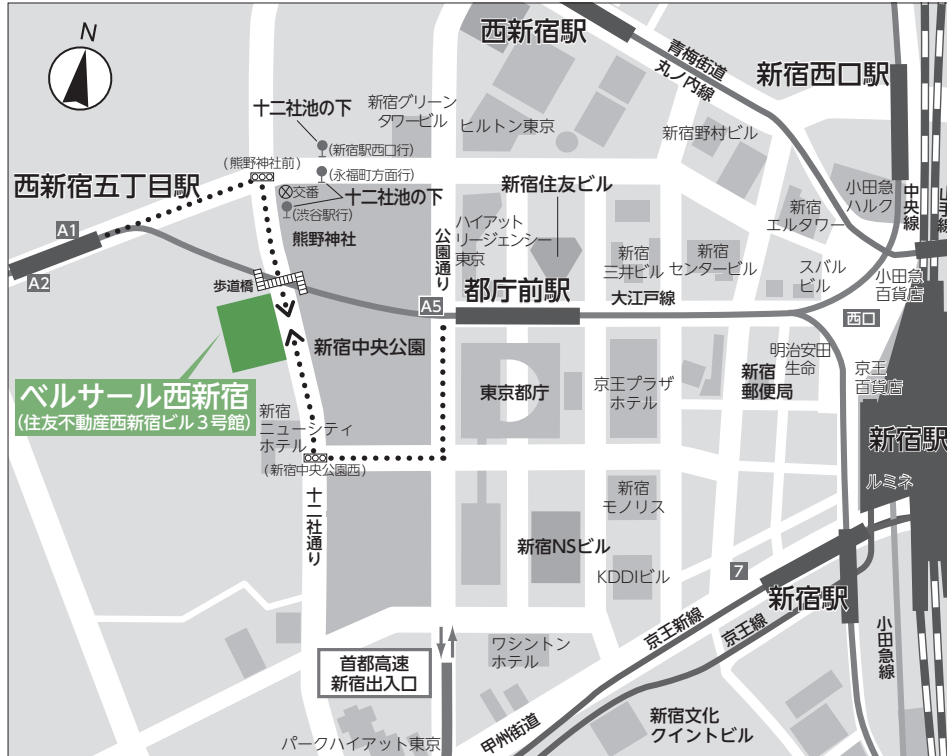 N
西新宿駅
青梅街道
丸ノ内線
新宿西口駅
十二社池の下
新宿グリーン
タワービル
ヒルトン東京
新宿野村ビル
(新宿駅西口行)
(熊野神社前)
(永福町方面行)
西新宿五丁目駅
交番
十二社池の下
(渋谷駅行)
新宿住友ビル
小田急
ハルク
中央線
山手線
新宿
エルタワー
A1
熊野神社
公園通り
ハイアット
リージェンシー
東京
新宿
三井ビル
新宿
センタービル
スバル
ビル
小田急
百貨店
A2
歩道橋
A5
都庁前駅
大江戸線
西口
新宿中央公園
明治安田
生命
ベルサール西新宿
(住友不動産西新宿ビル3号館)
東京都庁
京王プラザ
ホテル
新宿
郵便局
京王
百貨店
新宿
ニューシティ
ホテル
新宿駅
(新宿中央公園西)
ルミネ
十二社通り
新宿
モノリス
新宿NSビル
KDDIビル
7
新宿駅
京王新線
京王線
小田急線
ワシントン
ホテル
首都高速
新宿出入口
甲州街道
新宿文化
クイントビル
パークハイアット東京